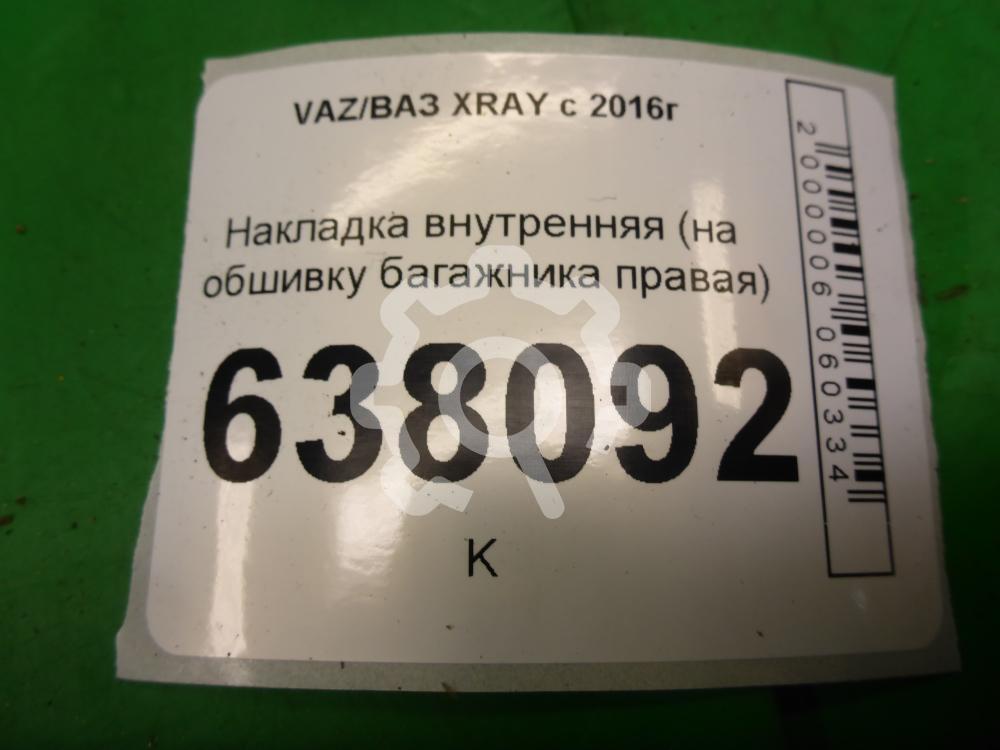 VAZ/ВАЗ XRAY с 2016г
Накладка внутренняя (на
обшивку багажника правая)
638092
К
2000006060334